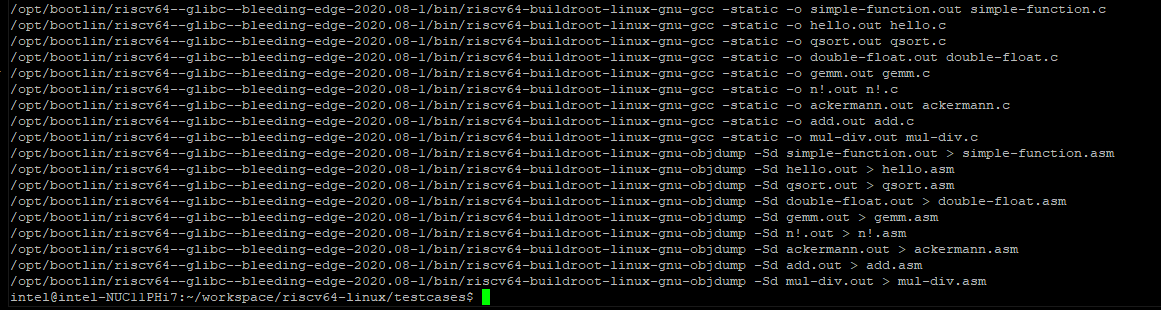 /opt/bootlin/riscv64--glibc--bleeding-edge-2020.08-1/bin/riscv64-buildroot-linux-gnu-gcc -static -o simple-function.out simple-function.c
/opt/bootlin/riscv64--glibc--bleeding-edge-2020.08-1/bin/riscv64-buildroot-linux-gnu-gcc -static -o hello.out hello.c
/opt/bootlin/riscv64--glibc--bleeding-edge-2020.08-1/bin/riscv64-buildroot-linux-gnu-gcc -static -o qsort.out qsort.c
/opt/bootlin/riscv64--glibc--bleeding-edge-2020.08-1/bin/riscv64-buildroot-linux-gnu-gcc -static -o double-float.out double-float.c
/opt/bootlin/riscv64--glibc--bleeding-edge-2020.08-1/bin/riscv64-buildroot-linux-gnu-gcc -static -o gemm.out gemm.c
/opt/bootlin/riscv64--glibc--bleeding-edge-2020.08-1/bin/riscv64-buildroot-linux-gnu-gcc -static -o n!.out n!.c
/opt/bootlin/riscv64--glibc--bleeding-edge-2020.08-1/bin/riscv64-buildroot-linux-gnu-gcc -static -o ackermann.out ackermann.c
/opt/bootlin/riscv64--glibc--bleeding-edge-2020.08-1/bin/riscv64-buildroot-linux-gnu-gcc -static -o add.out add.c
/opt/bootlin/riscv64--glibc--bleeding-edge-2020.08-1/bin/riscv64-buildroot-linux-gnu-gcc -static -o mul-div.out mul-div.c
/opt/bootlin/riscv64--glibc--bleeding-edge-2020.08-1/bin/riscv64-buildroot-linux-gnu-objdump -Sd simple-function.out > simple-function.asm
/opt/bootlin/riscv64--glibc--bleeding-edge-2020.08-1/bin/riscv64-buildroot-linux-gnu-objdump -Sd hello.out > hello.asm
/opt/bootlin/riscv64--glibc--bleeding-edge-2020.08-1/bin/riscv64-buildroot-linux-gnu-objdump -Sd qsort.out > qsort.asm
/opt/bootlin/riscv64--glibc--bleeding-edge-2020.08-1/bin/riscv64-buildroot-linux-gnu-objdump -Sd double-float.out > double-float.asm
/opt/bootlin/riscv64--glibc--bleeding-edge-2020.08-1/bin/riscv64-buildroot-linux-gnu-objdump -Sd gemm.out > gemm.asm
/opt/bootlin/riscv64--glibc--bleeding-edge-2020.08-1/bin/riscv64-buildroot-linux-gnu-objdump -Sd n!.out > n!.asm
/opt/bootlin/riscv64--glibc--bleeding-edge-2020.08-1/bin/riscv64-buildroot-linux-gnu-objdump -Sd ackermann.out > ackermann.asm
/opt/bootlin/riscv64--glibc--bleeding-edge-2020.08-1/bin/riscv64-buildroot-linux-gnu-objdump -Sd add.out > add.asm
/opt/bootlin/riscv64--glibc--bleeding-edge-2020.08-1/bin/riscv64-buildroot-linux-gnu-objdump -Sd mul-div.out > mul-div.asm
intel@intel-NUC11PHi7:~/workspace/riscv64-linux/testcases$